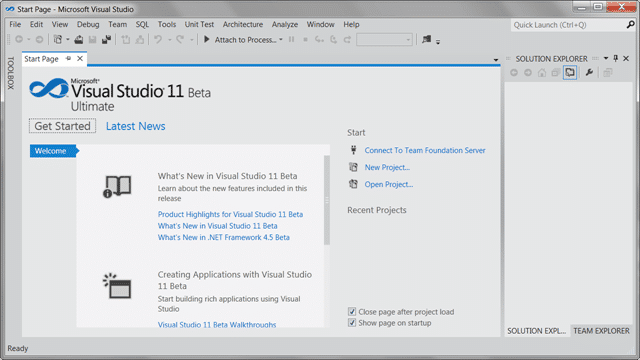 Start Page - Microsoft Visual Studio
File Edit View Debug Team SQL Tools Unit Test Architecture Analyze Window Help
Quick Launch (Ctrl+Q)
Attach to Process...
TOOLBOX
Start Page
SOLUTION EXPLORER
Microsoft
Visual Studio 11 Beta
Ultimate
Get Started Latest News
Welcome
What's New in Visual Studio 11 Beta
Learn about the new features included in this
release
Product Highlights for Visual Studio 11 Beta
What's New in Visual Studio 11 Beta
What's New in .NET Framework 4.5 Beta
Creating Applications with Visual Studio
11 Beta
Start building rich applications using Visual
Studio
Visual Studio 11 Beta Walkthroughs
Start
Connect To Team Foundation Server
New Project...
Open Project...
Recent Projects
Close page after project load
Show page on startup
SOLUTION EXPL... TEAM EXPLORER
Ready